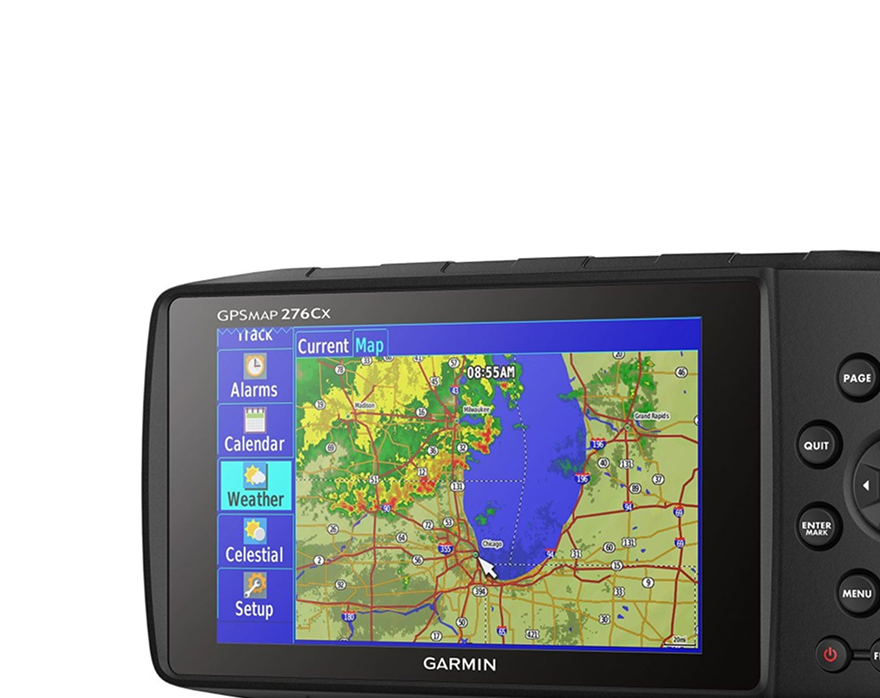 GPSMAP 276Cx
Track
Current Map
Alarms
Calendar
Weather
Celestial
Setup
08:55AM
Madison
Milwaukee
Grand Rapids
Chicago
20mi
GARMIN
PAGE
QUIT
ENTER
MARK
MENU